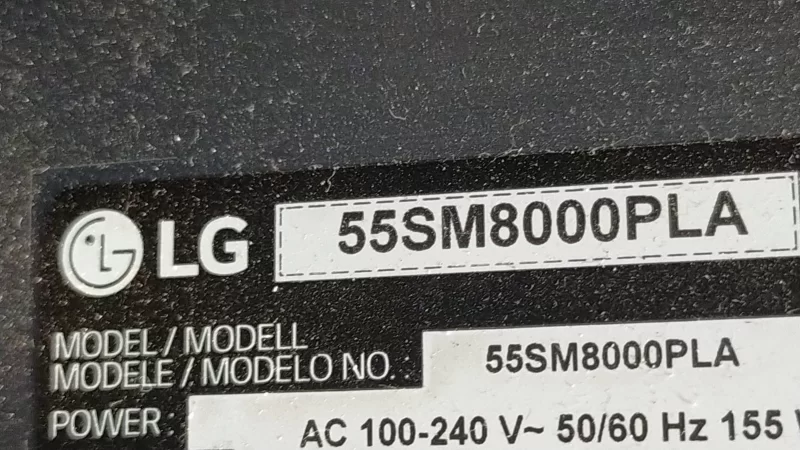 LG 55SM8000PLA
MODEL / MODELL
MODELE / MODELO NO. : 55SM8000PLA
POWER : AC 100-240 V~ 50/60 Hz 155